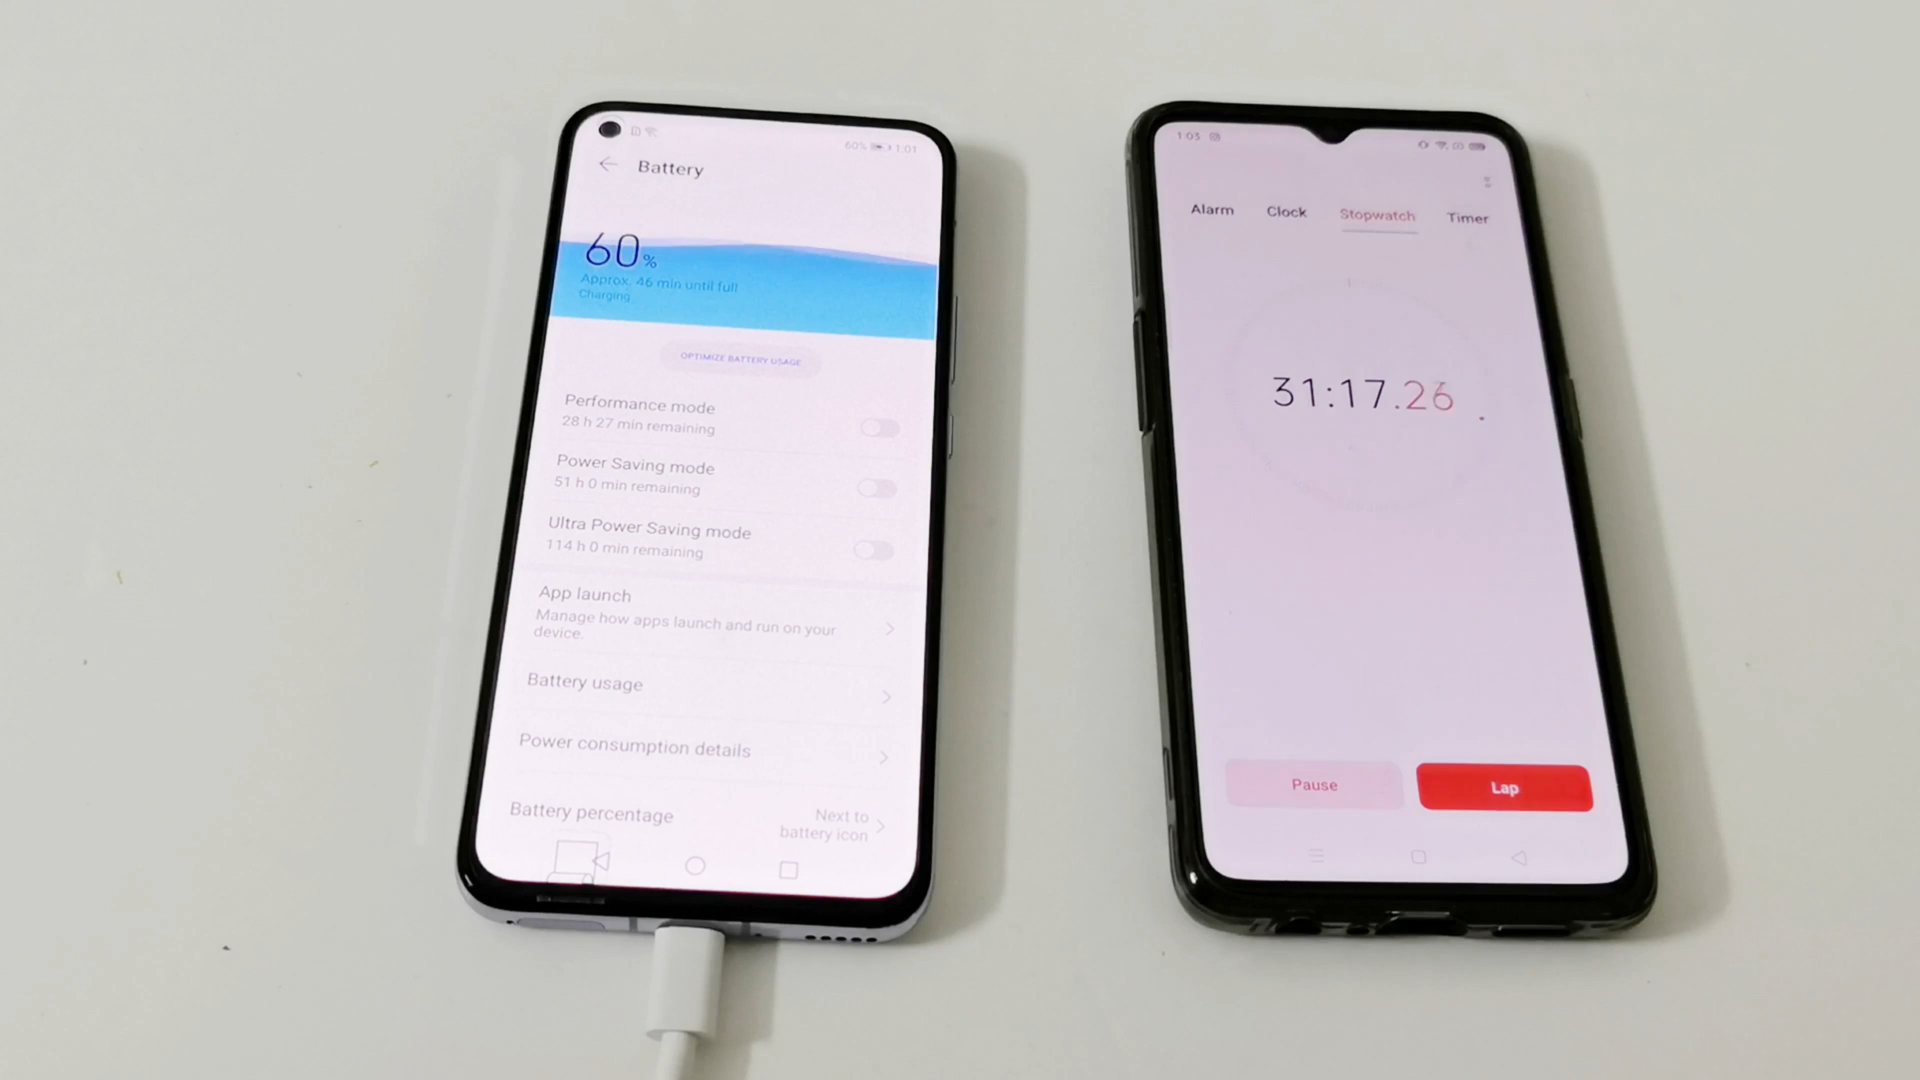 60% 1:01
Battery
60%
Approx. 46 min until full
Charging
OPTIMIZE BATTERY USAGE
Performance mode
28 h 27 min remaining
Power Saving mode
51 h 0 min remaining
Ultra Power Saving mode
114 h 0 min remaining
App launch
Manage how apps launch and run on your
device.
Battery usage
Power consumption details
Battery percentage
Next to
battery icon
1:03
Alarm Clock Stopwatch Timer
31:17.26
Pause Lap